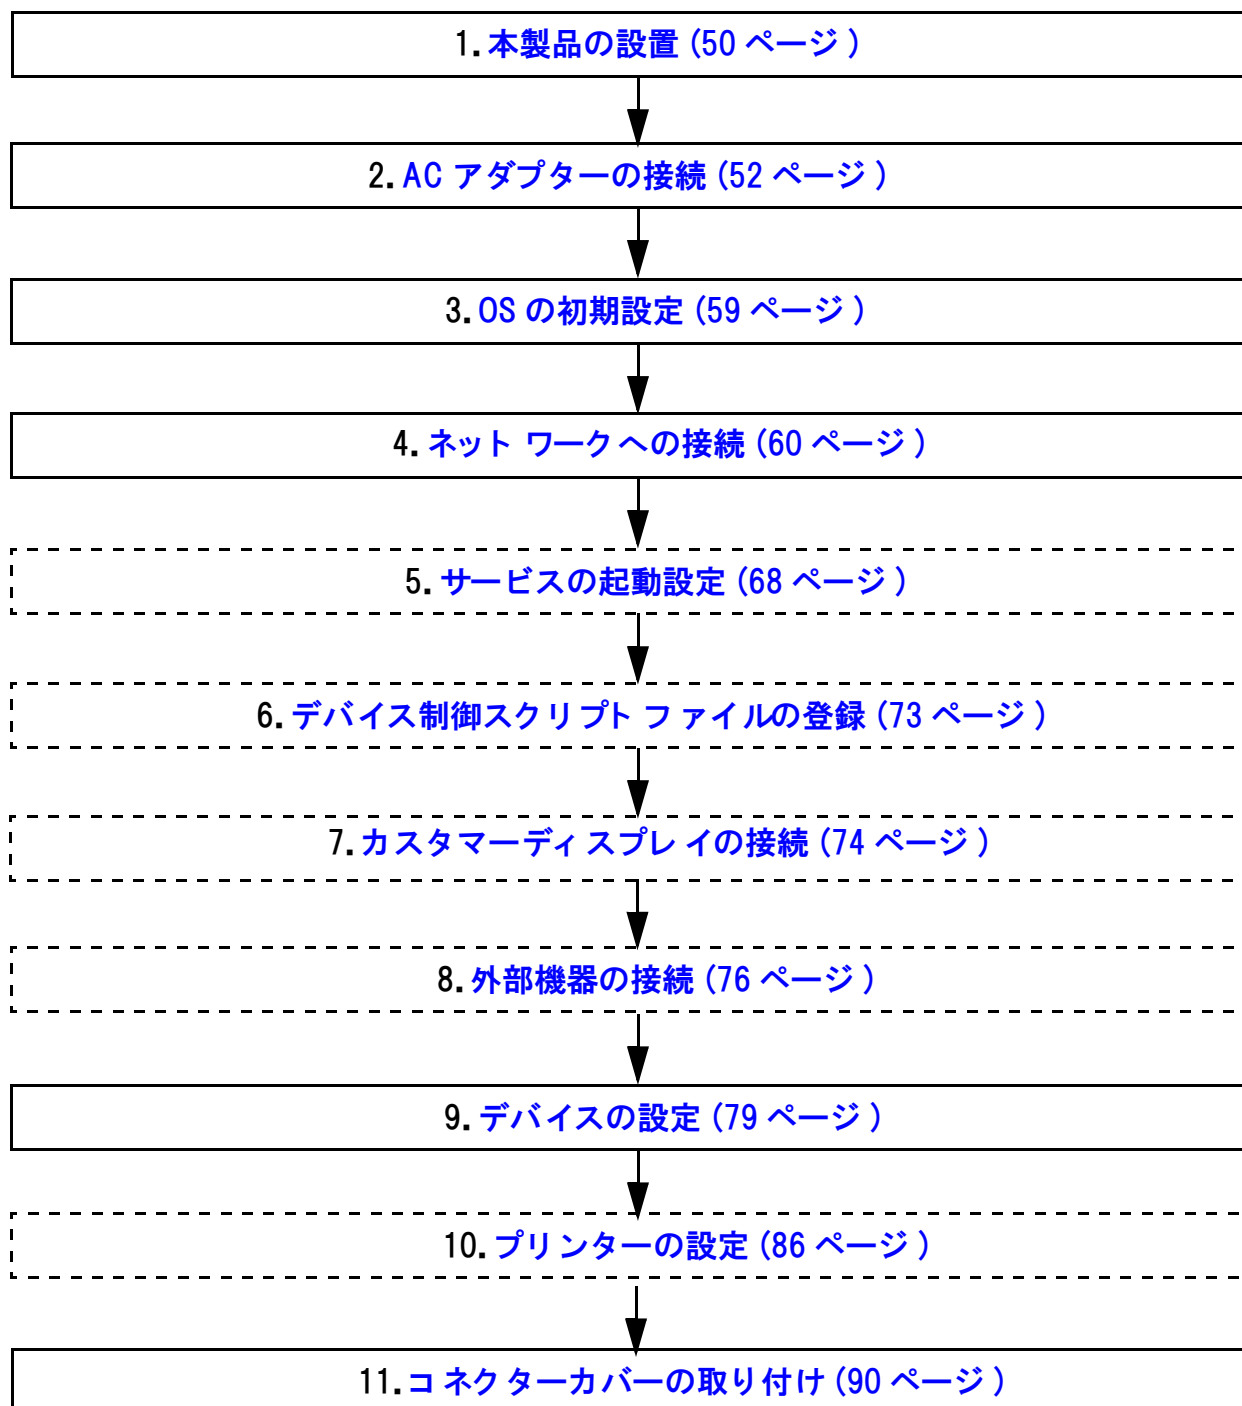 1. 本製品の設置 (50 ページ )
2. AC アダプターの接続 (52 ページ )
3. OS の初期設定 (59 ページ )
4. ネットワークへの接続 (60 ページ )
5. サービスの起動設定 (68 ページ )
6. デバイス制御スクリプトファイルの登録 (73 ページ )
7. カスタマーディスプレイの接続 (74 ページ )
8. 外部機器の接続 (76 ページ )
9. デバイスの設定 (79 ページ )
10. プリンターの設定 (86 ページ )
11. コネクターカバーの取り付け (90 ページ )